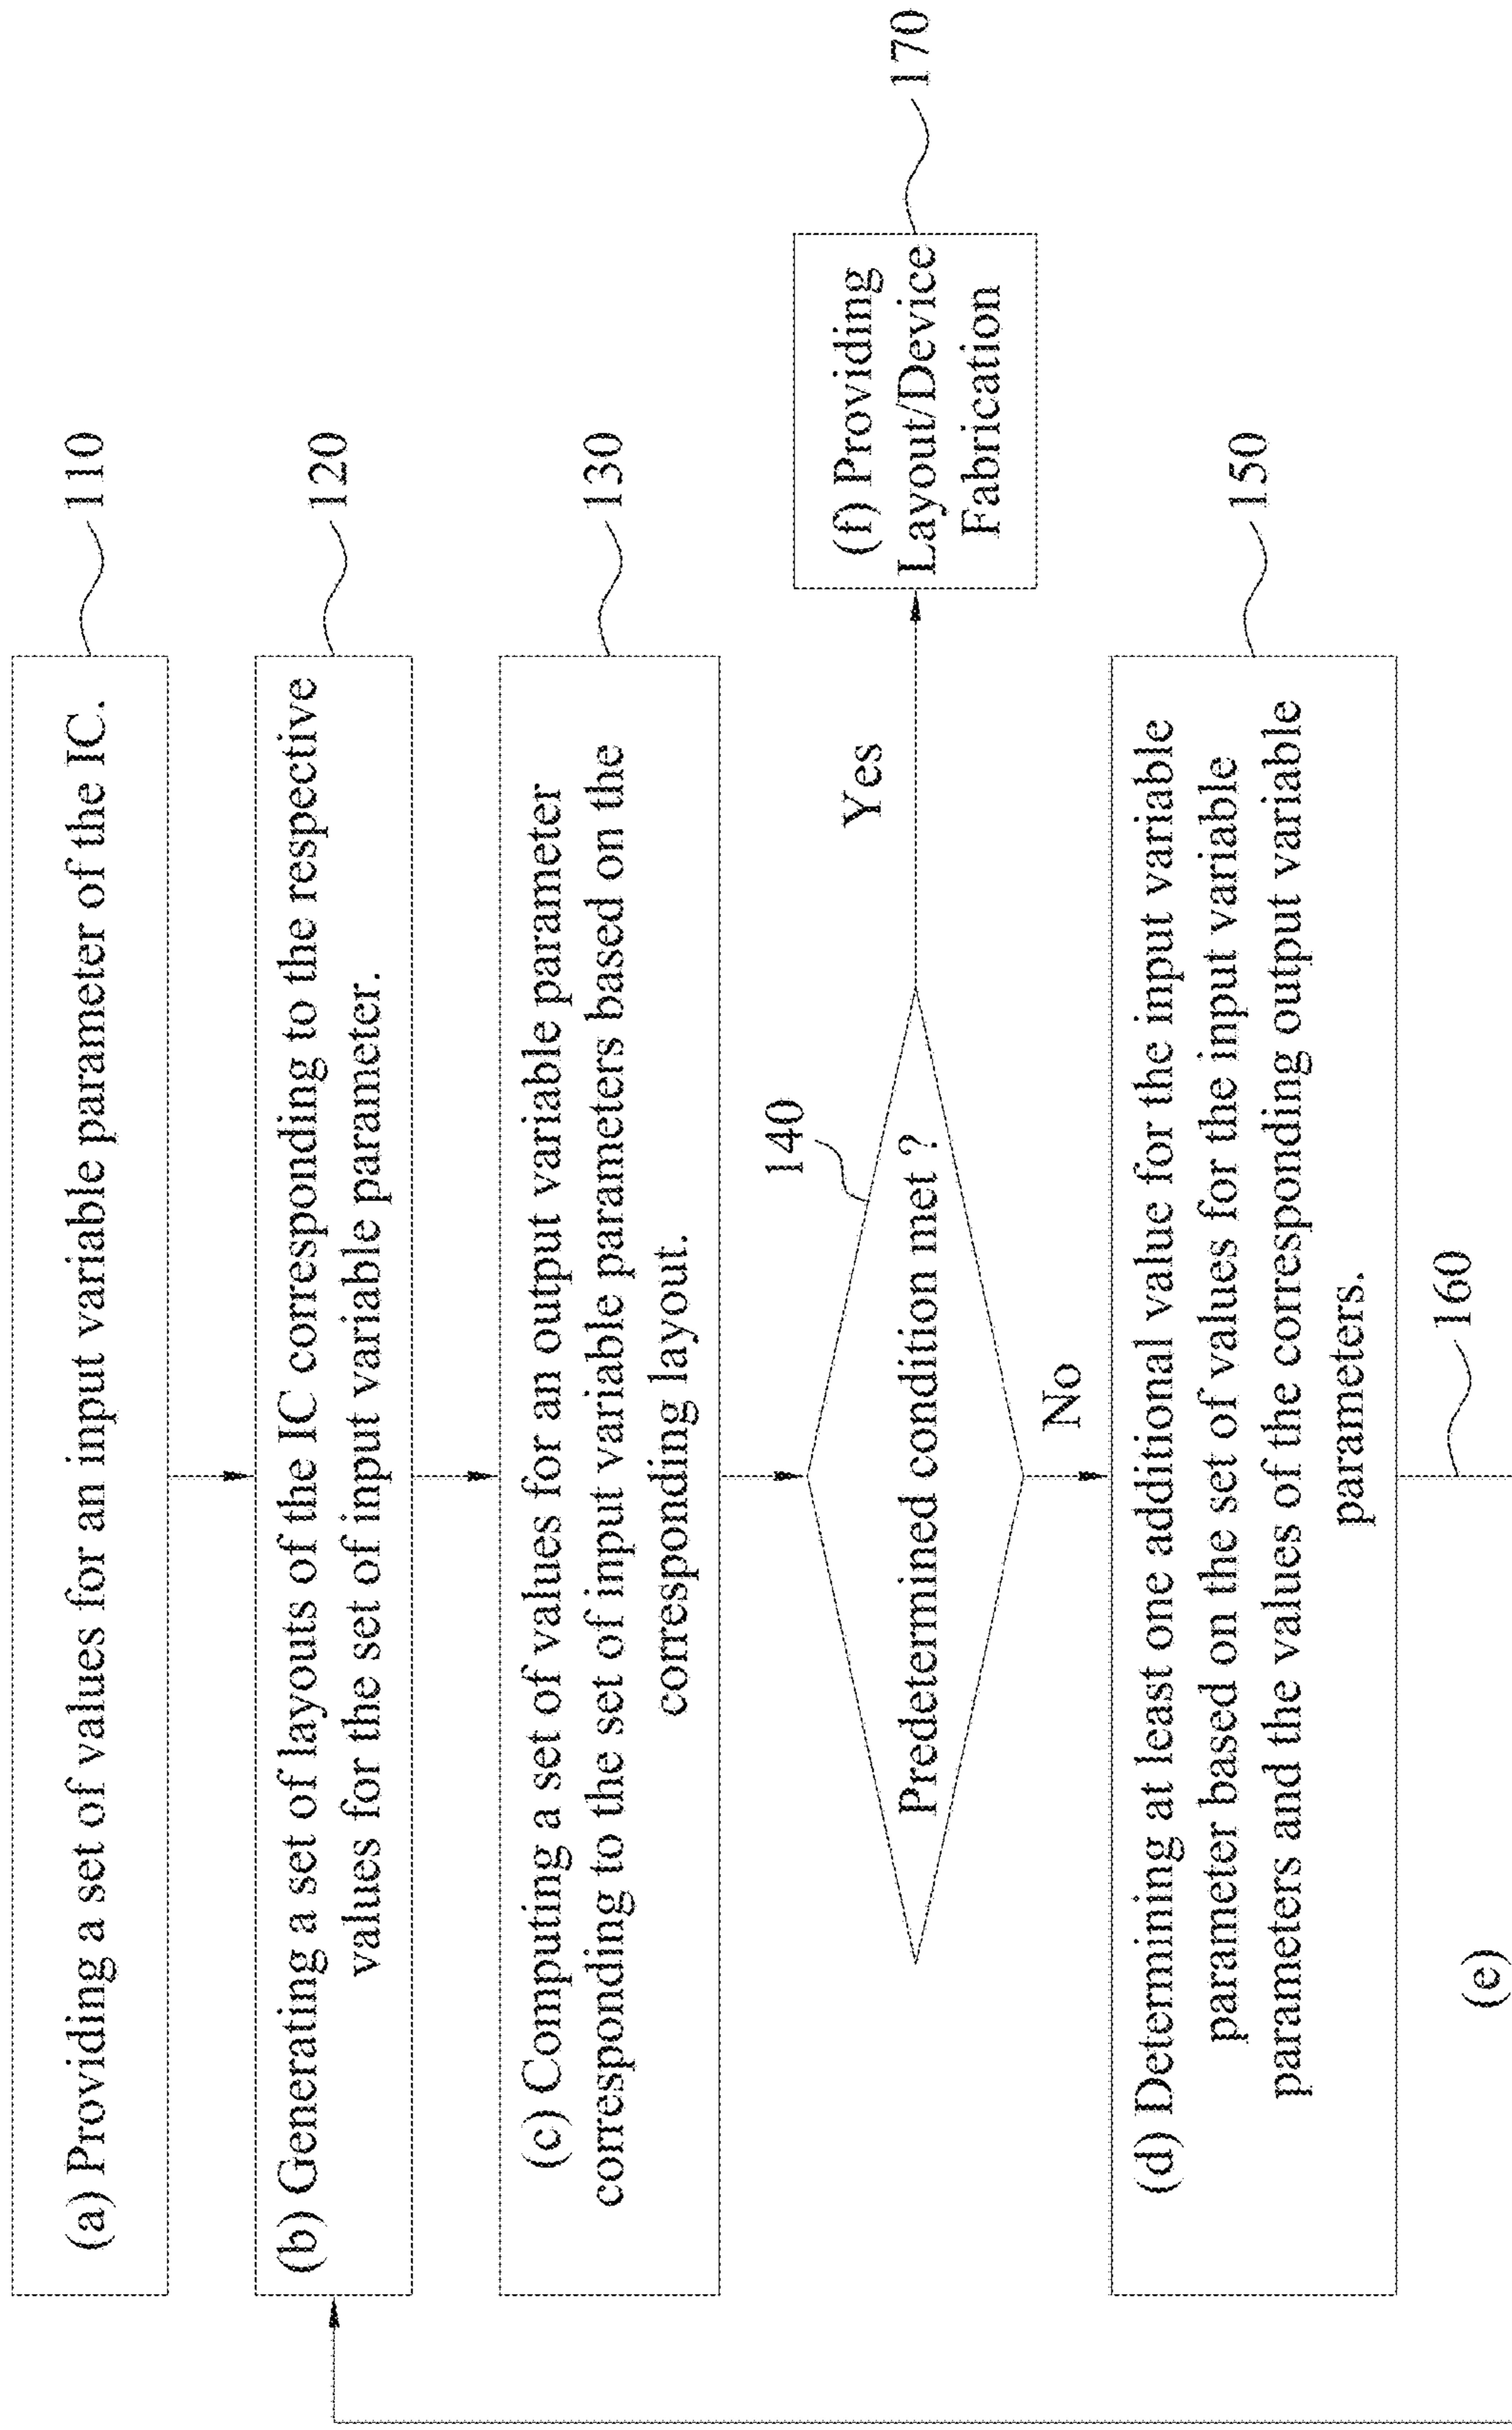 (a) Providing a set of values for an input variable parameter of the IC.
110
(b) Generating a set of layouts of the IC corresponding to the respective
values for the set of input variable parameter.
120
(c) Computing a set of values for an output variable parameter
corresponding to the set of input variable parameters based on the
corresponding layout.
130
140
Predetermined condition met ?
Yes
(f) Providing
Layout/Device
Fabrication
170
No
(d) Determining at least one additional value for the input variable
parameter based on the set of values for the input variable
parameters and the values of the corresponding output variable
parameters.
150
160
(e)